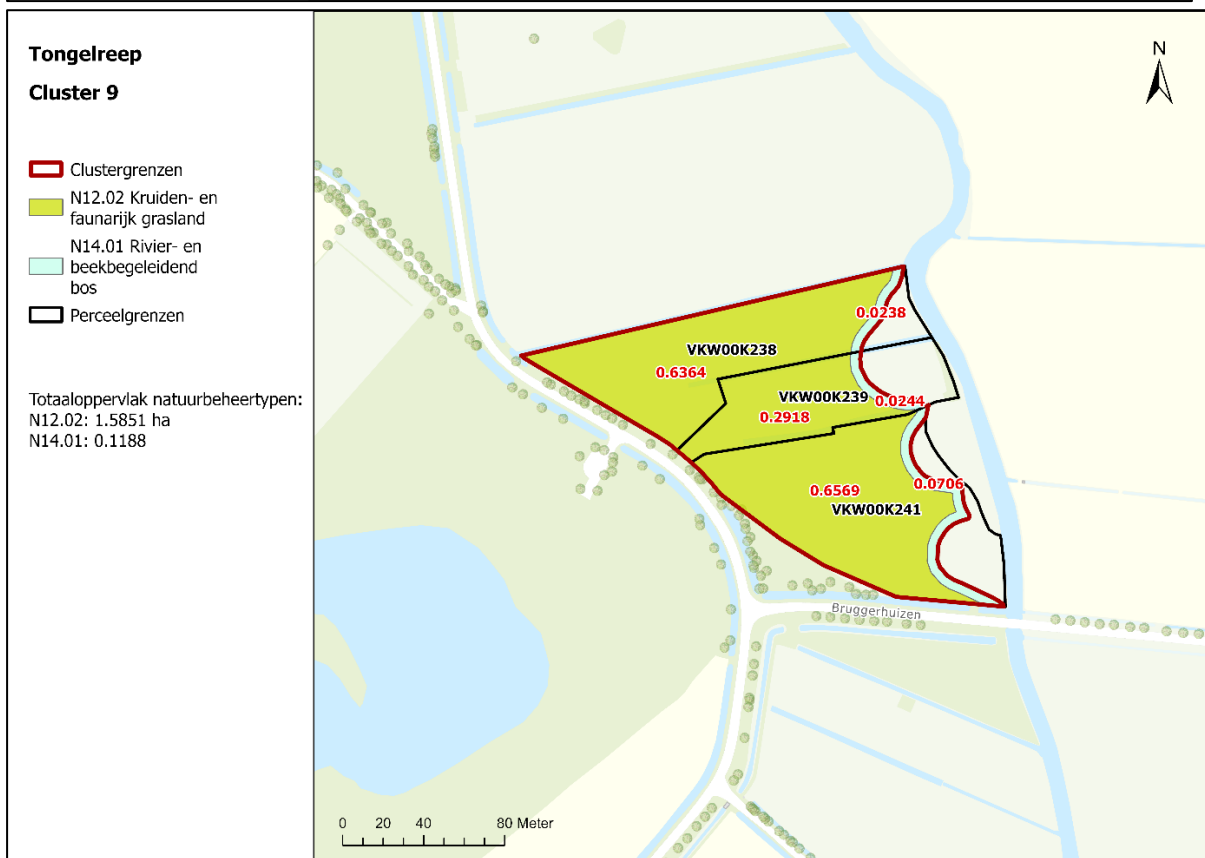 Tongelreep
Cluster 9
Clustergrenzen
N12.02 Kruiden- en
faunarijk grasland
N14.01 Rivier- en
beekbegeleidend
bos
Perceelgrenzen
Totaaloppervlak natuurbeheertypen:
N12.02: 1.5851 ha
N14.01: 0.1188
N
0.0238
VKW00K238
0.6364
VKW00K239
0.0244
0.2918
0.0706
0.6569
VKW00K241
Bruggerhuizen
0 20 40 80 Meter